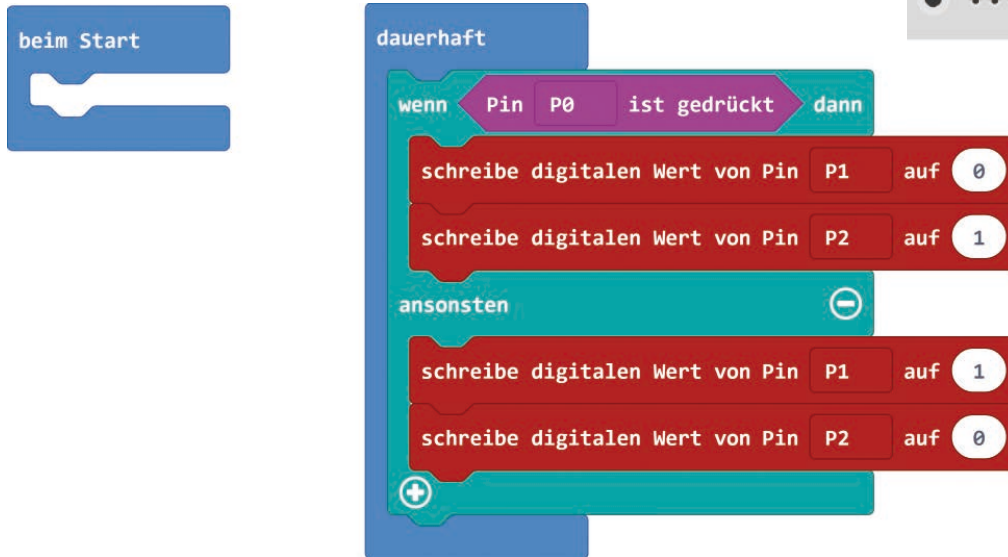 beim Start
dauerhaft
wenn Pin P0 ist gedrückt dann
schreibe digitalen Wert von Pin P1 auf 0
schreibe digitalen Wert von Pin P2 auf 1
ansonsten
schreibe digitalen Wert von Pin P1 auf 1
schreibe digitalen Wert von Pin P2 auf 0